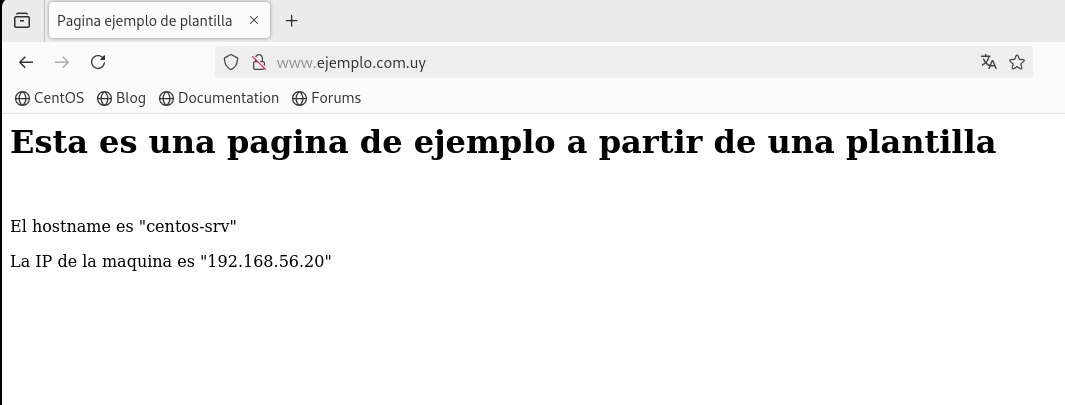 Pagina ejemplo de plantilla
www.ejemplo.com.uy
CentOS Blog Documentation Forums
Esta es una pagina de ejemplo a partir de una plantilla
El hostname es "centos-srv"
La IP de la maquina es "192.168.56.20"